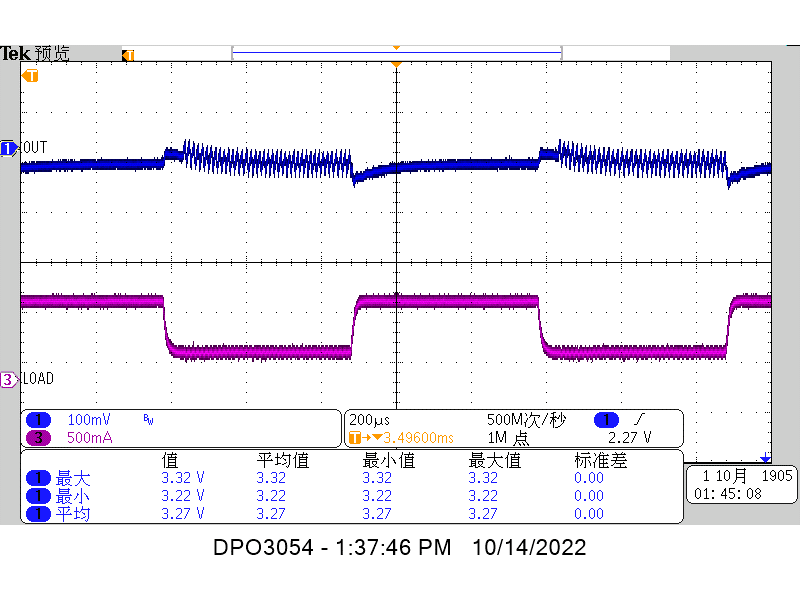 Tek 预览
T
T
1 OUT
3 LOAD
1 100mV BW 200µs 500M次/秒 1
3 500mA T→▼3.49600ms 1M 点 2.27 V
值 平均值 最小值 最大值 标准差
1 最大 3.32 V 3.32 3.32 3.32 0.00
1 最小 3.22 V 3.22 3.22 3.22 0.00
1 平均 3.27 V 3.27 3.27 3.27 0.00
1 10月 1905
01:45:08
DPO3054 - 1:37:46 PM 10/14/2022